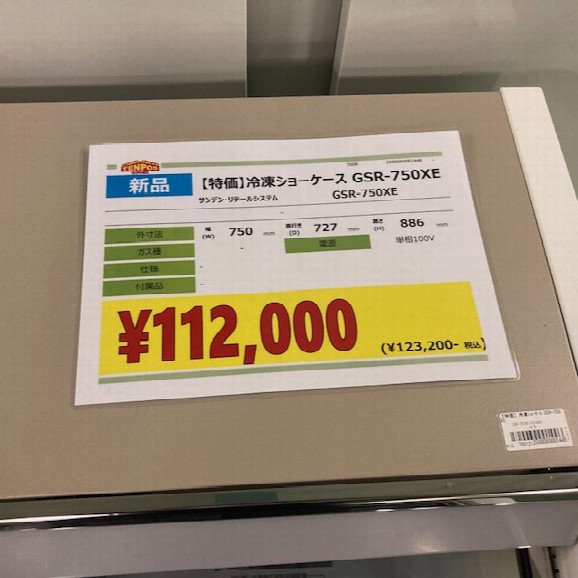 TENPOS
新品
【特価】冷凍ショーケース GSR-750XE
サンデン・リテールシステム GSR-750XE
-
外寸法 幅(W) 750 mm 奥行き(D) 727 mm 高さ(H) 886 mm
ガス種 - 電源 単相100V
仕様 -
付属品 -
¥112,000
(¥123,200- 税込)